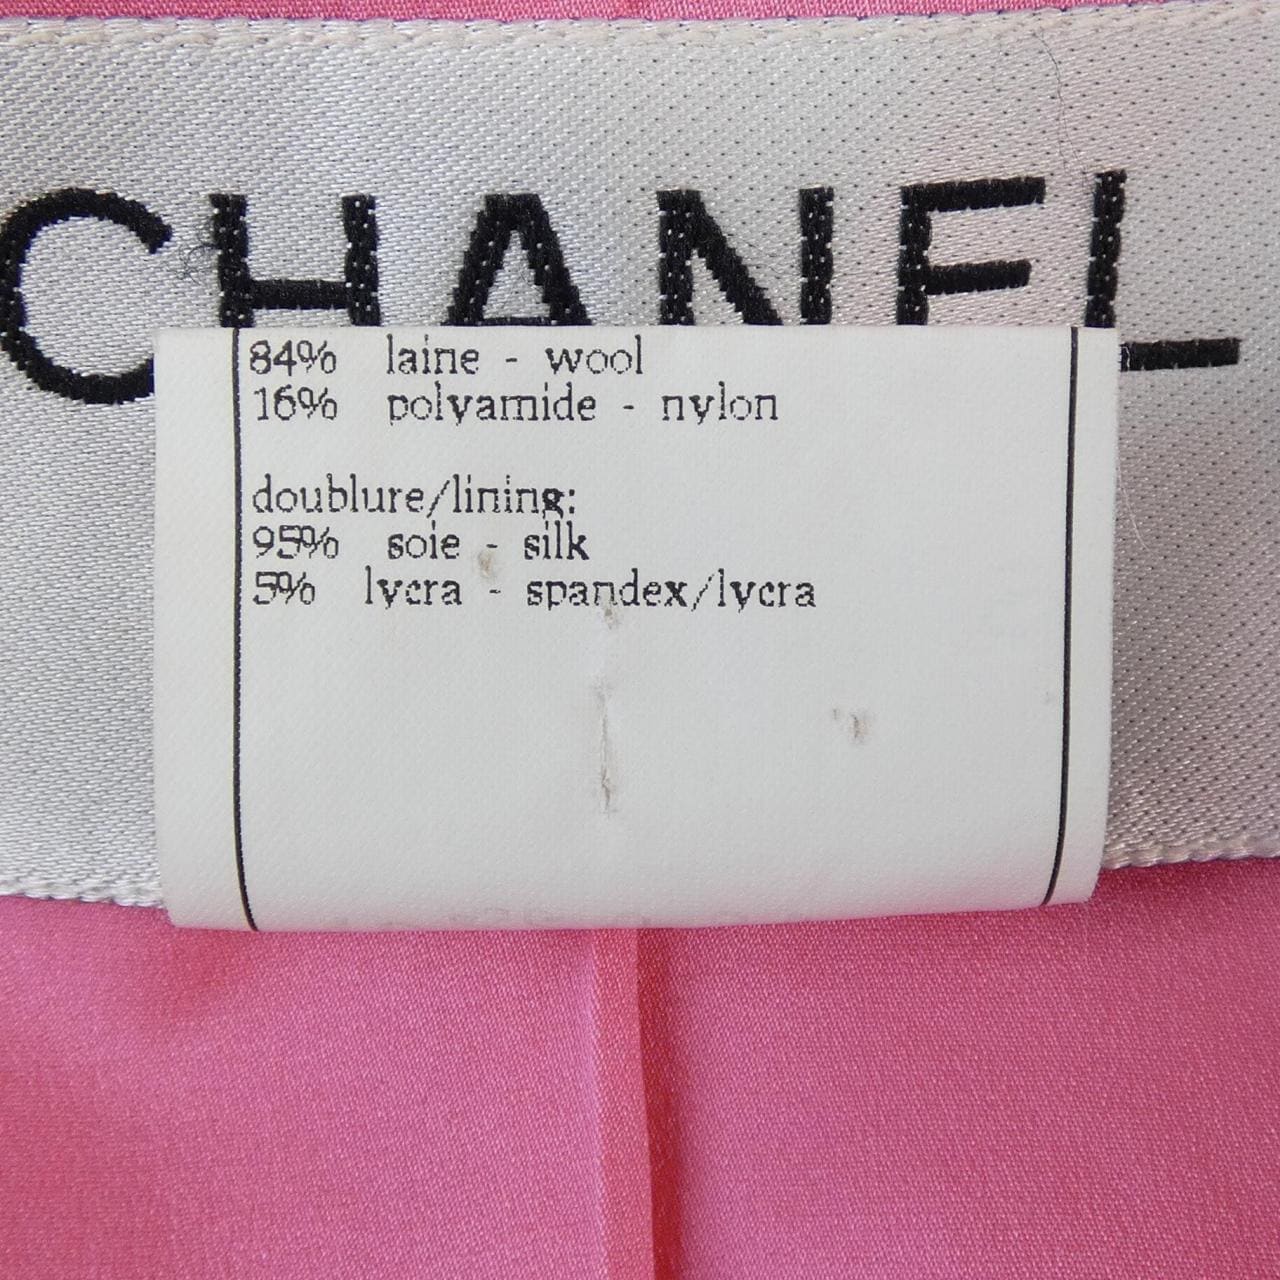 CHANEL
84% laine - wool
16% polyamide - nylon
doublure/lining:
95% soie - silk
5% lycra - spandex/lycra